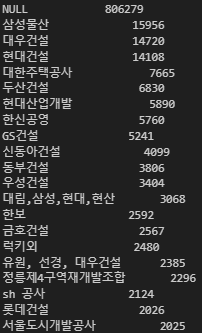 NULL 806279
삼성물산 15956
대우건설 14720
현대건설 14108
대한주택공사 7665
두산건설 6830
현대산업개발 5890
한신공영 5760
GS건설 5241
신동아건설 4099
동부건설 3806
우성건설 3404
대림,삼성,현대,현산 3068
한보 2592
금호건설 2567
럭키외 2480
유원, 선경, 대우건설 2385
정릉제4구역재개발조합 2296
sh 공사 2124
롯데건설 2026
서울도시개발공사 2025